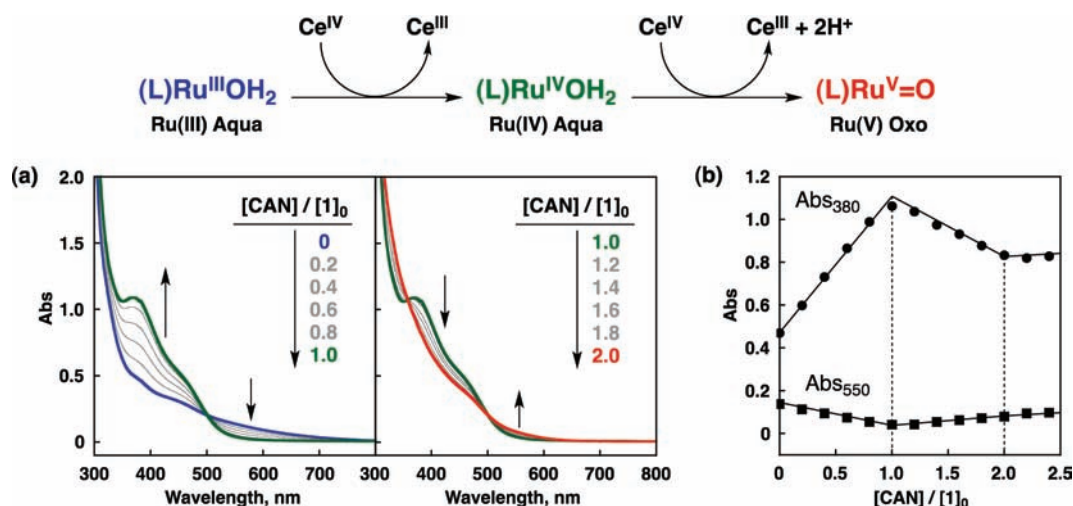 Ce^IV Ce^III Ce^IV Ce^III + 2H⁺
(L)Ru^IIIOH₂ (L)Ru^IVOH₂ (L)Ru^V=O
Ru(III) Aqua Ru(IV) Aqua Ru(V) Oxo
(a)
2.0
1.5
1.0
0.5
0
Abs
[CAN] / [1]₀
0
0.2
0.4
0.6
0.8
1.0
300 400 500 600 700
Wavelength, nm
[CAN] / [1]₀
1.0
1.2
1.4
1.6
1.8
2.0
300 400 500 600 700 800
Wavelength, nm
(b)
1.2
1.0
0.8
0.6
0.4
0.2
0
Abs
Abs₃₈₀
Abs₅₅₀
0 0.5 1.0 1.5 2.0 2.5
[CAN] / [1]₀